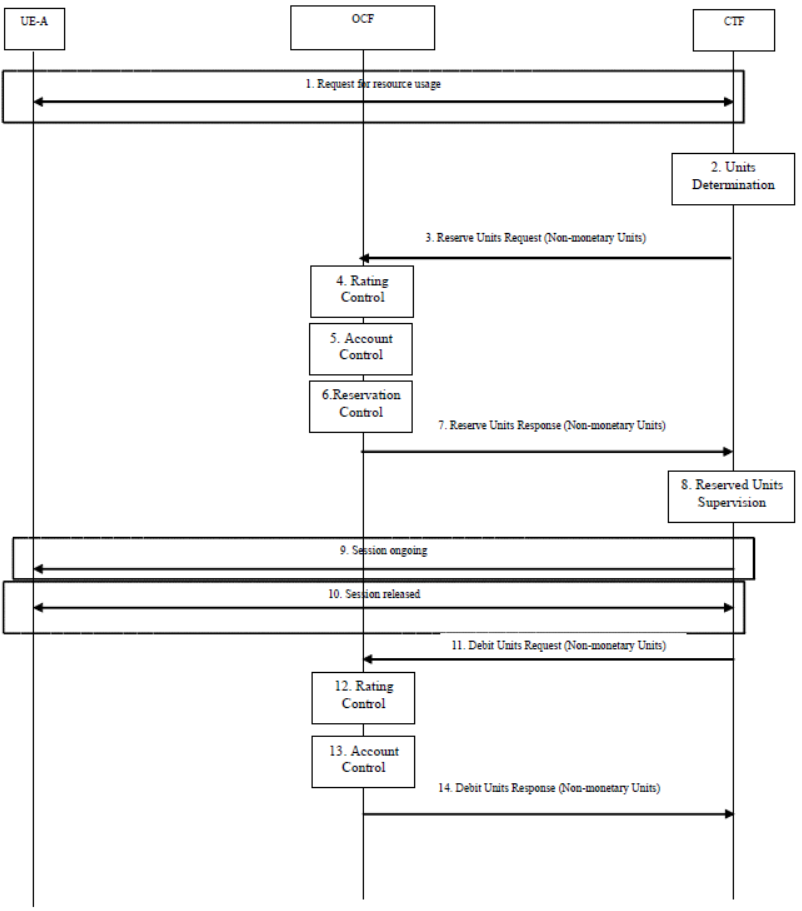 UE-A
OCF
CTF
1. Request for resource usage
2. Units
Determination
3. Reserve Units Request (Non-monetary Units)
4. Rating
Control
5. Account
Control
6.Reservation
Control
7. Reserve Units Response (Non-monetary Units)
8. Reserved Units
Supervision
9. Session ongoing
10. Session released
11. Debit Units Request (Non-monetary Units)
12. Rating
Control
13. Account
Control
14. Debit Units Response (Non-monetary Units)